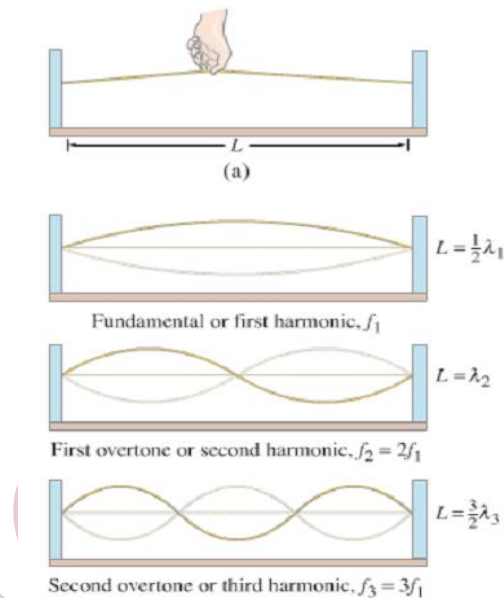 L
(a)
L = 1/2 λ₁
Fundamental or first harmonic, f₁
L = λ₂
First overtone or second harmonic, f₂ = 2f₁
L = 3/2 λ₃
Second overtone or third harmonic, f₃ = 3f₁